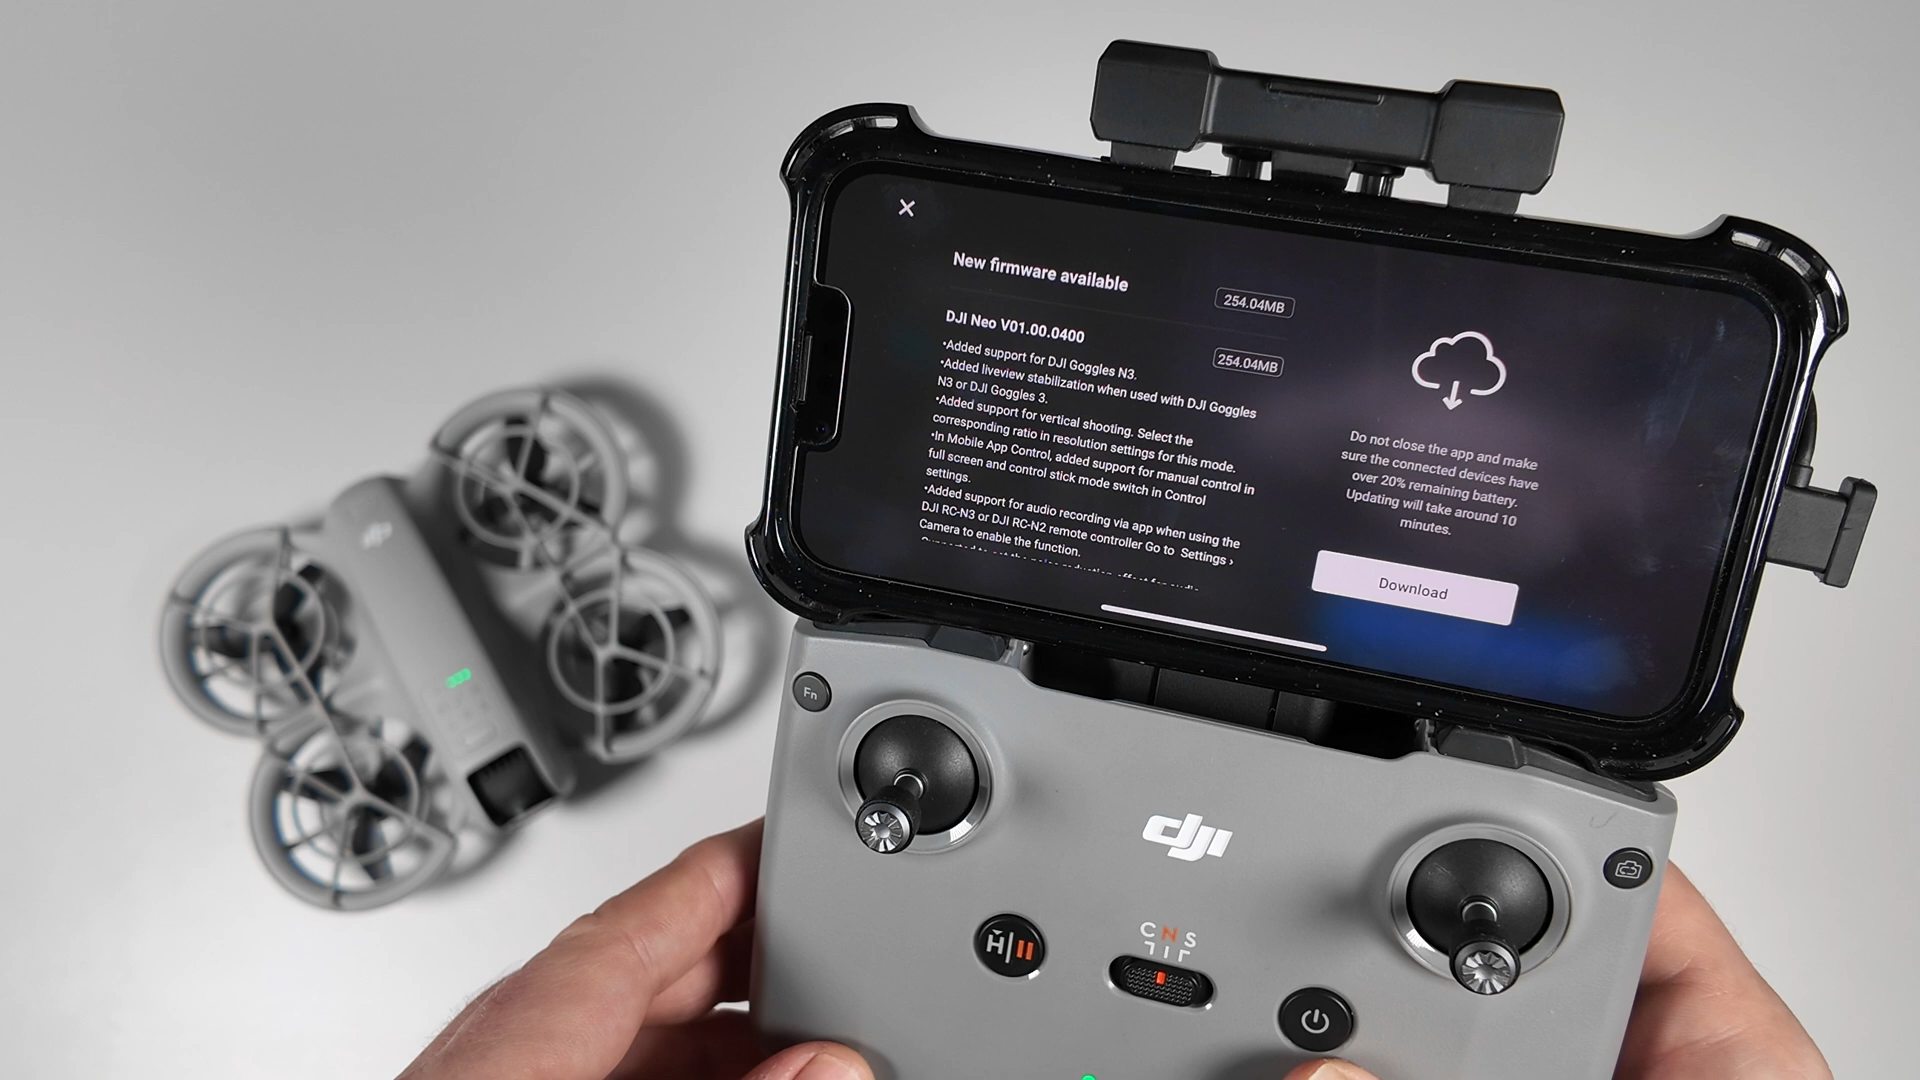 New firmware available
254.04MB
DJI Neo V01.00.0400
254.04MB
•Added support for DJI Goggles N3.
•Added liveview stabilization when used with DJI Goggles
N3 or DJI Goggles 3.
•Added support for vertical shooting. Select the
corresponding ratio in resolution settings for this mode.
•In Mobile App Control, added support for manual control in
full screen and control stick mode switch in Control
settings.
•Added support for audio recording via app when using the
DJI RC-N3 or DJI RC-N2 remote controller Go to Settings ›
Camera to enable the function.
Do not close the app and make
sure the connected devices have
over 20% remaining battery.
Updating will take around 10
minutes.
Download
Fn
dji
C N S
H
dji